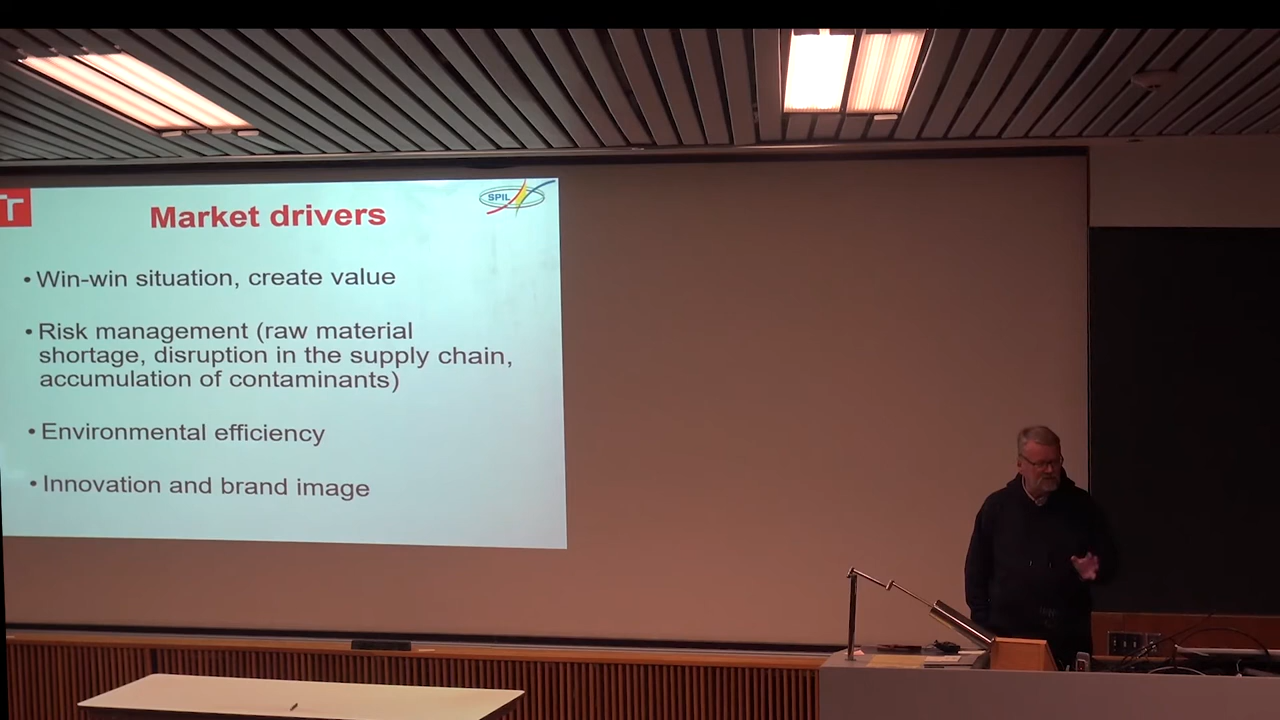 SPIL
Market drivers
• Win-win situation, create value
• Risk management (raw material
shortage, disruption in the supply chain,
accumulation of contaminants)
• Environmental efficiency
• Innovation and brand image